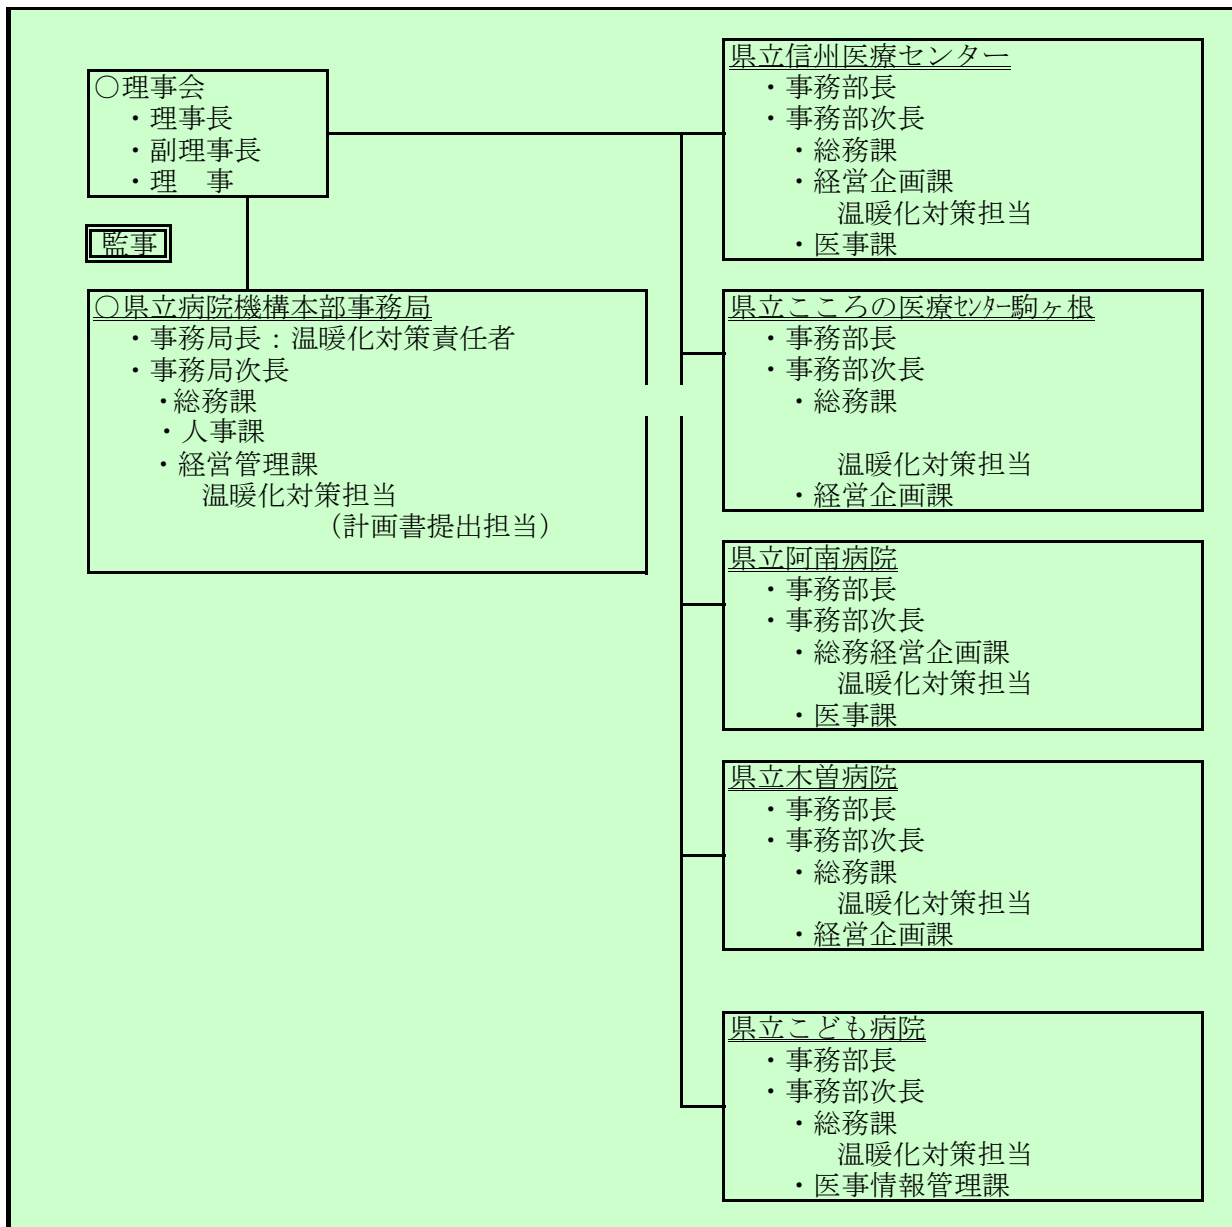 ○理事会
・理事長
・副理事長
・理　事
監事
○県立病院機構本部事務局
・事務局長：温暖化対策責任者
・事務局次長
・総務課
・人事課
・経営管理課
温暖化対策担当
（計画書提出担当）
県立信州医療センター
・事務部長
・事務部次長
・総務課
・経営企画課
温暖化対策担当
・医事課
県立こころの医療ｾﾝﾀｰ駒ヶ根
・事務部長
・事務部次長
・総務課
温暖化対策担当
・経営企画課
県立阿南病院
・事務部長
・事務部次長
・総務経営企画課
温暖化対策担当
・医事課
県立木曽病院
・事務部長
・事務部次長
・総務課
温暖化対策担当
・経営企画課
県立こども病院
・事務部長
・事務部次長
・総務課
温暖化対策担当
・医事情報管理課